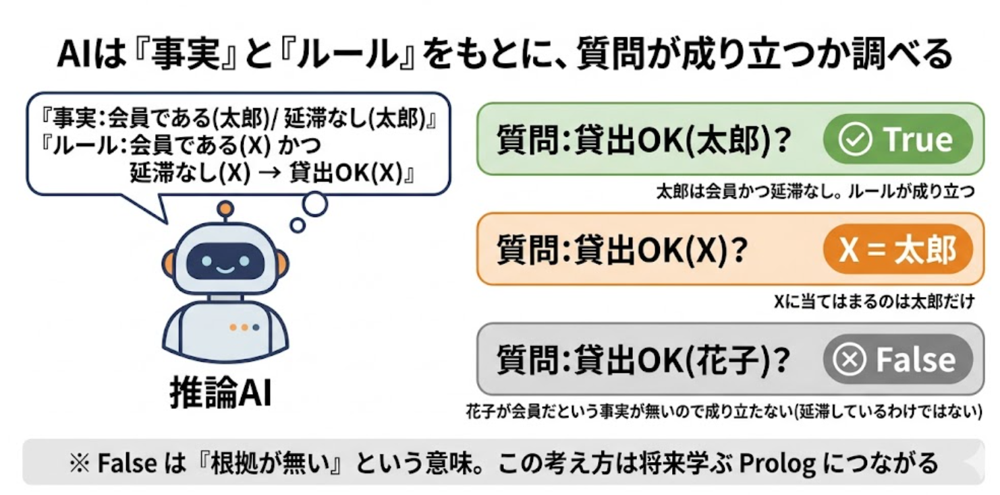 AIは『事実』と『ルール』をもとに、質問が成り立つか調べる
『事実：会員である(太郎)/ 延滞なし(太郎)』
『ルール：会員である(X) かつ
延滞なし(X) → 貸出OK(X)』
推論AI
質問：貸出OK(太郎)？ True
太郎は会員かつ延滞なし。ルールが成り立つ
質問：貸出OK(X)？ X = 太郎
Xに当てはまるのは太郎だけ
質問：貸出OK(花子)？ False
花子が会員だという事実が無いので成り立たない(延滞しているわけではない)
※ False は『根拠が無い』という意味。この考え方は将来学ぶ Prolog につながる